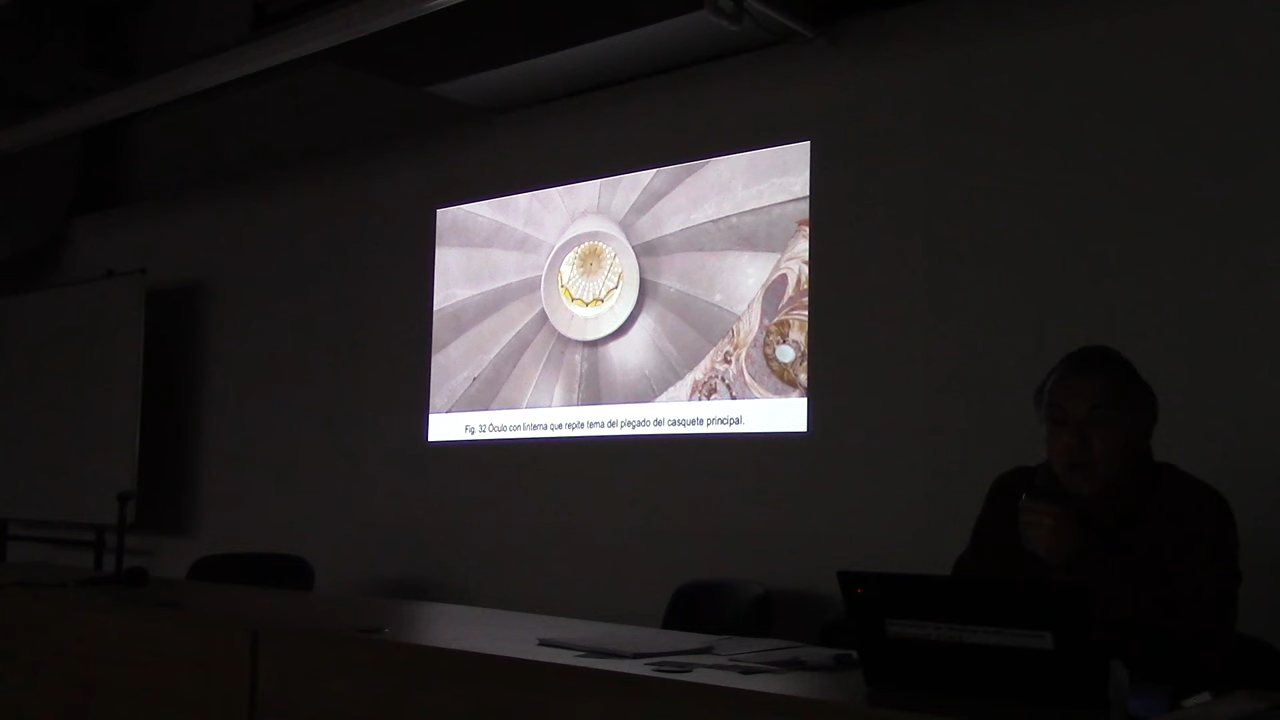 Fig. 32 Óculo con linterna que repite tema del plegado del casquete principal.